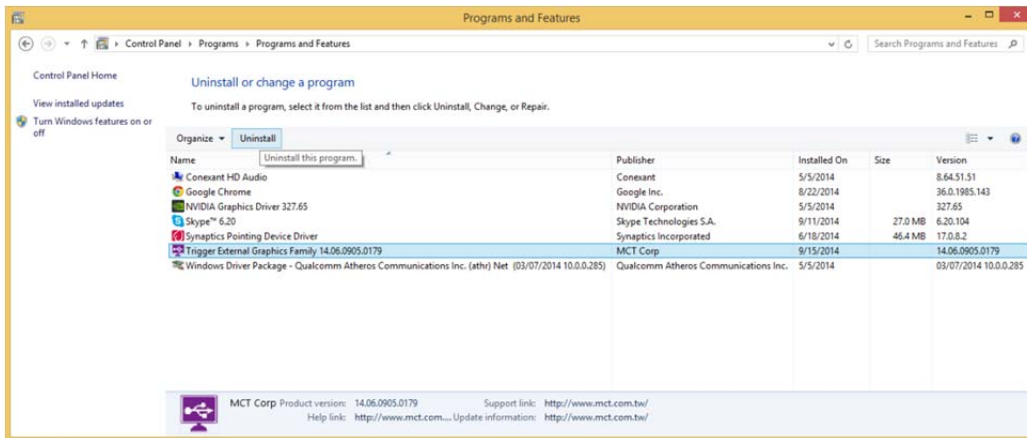 Programs and Features
Control Panel Programs Programs and Features Search Programs and Features
Control Panel Home
View installed updates
Turn Windows features on or
off
Uninstall or change a program
To uninstall a program, select it from the list and then click Uninstall, Change, or Repair.
Organize Uninstall
Uninstall this program.
Name Publisher Installed On Size Version
Conexant HD Audio Conexant 5/5/2014 8.64.51.51
Google Chrome Google Inc. 8/22/2014 36.0.1985.143
NVIDIA Graphics Driver 327.65 NVIDIA Corporation 5/5/2014 327.65
Skype™ 6.20 Skype Technologies S.A. 9/11/2014 27.0 MB 6.20.104
Synaptics Pointing Device Driver Synaptics Incorporated 6/18/2014 46.4 MB 17.0.8.2
Trigger External Graphics Family 14.06.0905.0179 MCT Corp 9/15/2014 14.06.0905.0179
Windows Driver Package - Qualcomm Atheros Communications Inc. (athr) Net (03/07/2014 10.0.0.285) Qualcomm Atheros Communications Inc. 5/5/2014 03/07/2014 10.0.0.285
MCT Corp Product version: 14.06.0905.0179 Support link: http://www.mct.com.tw/
Help link: http://www.mct.com.... Update information: http://www.mct.com.tw/